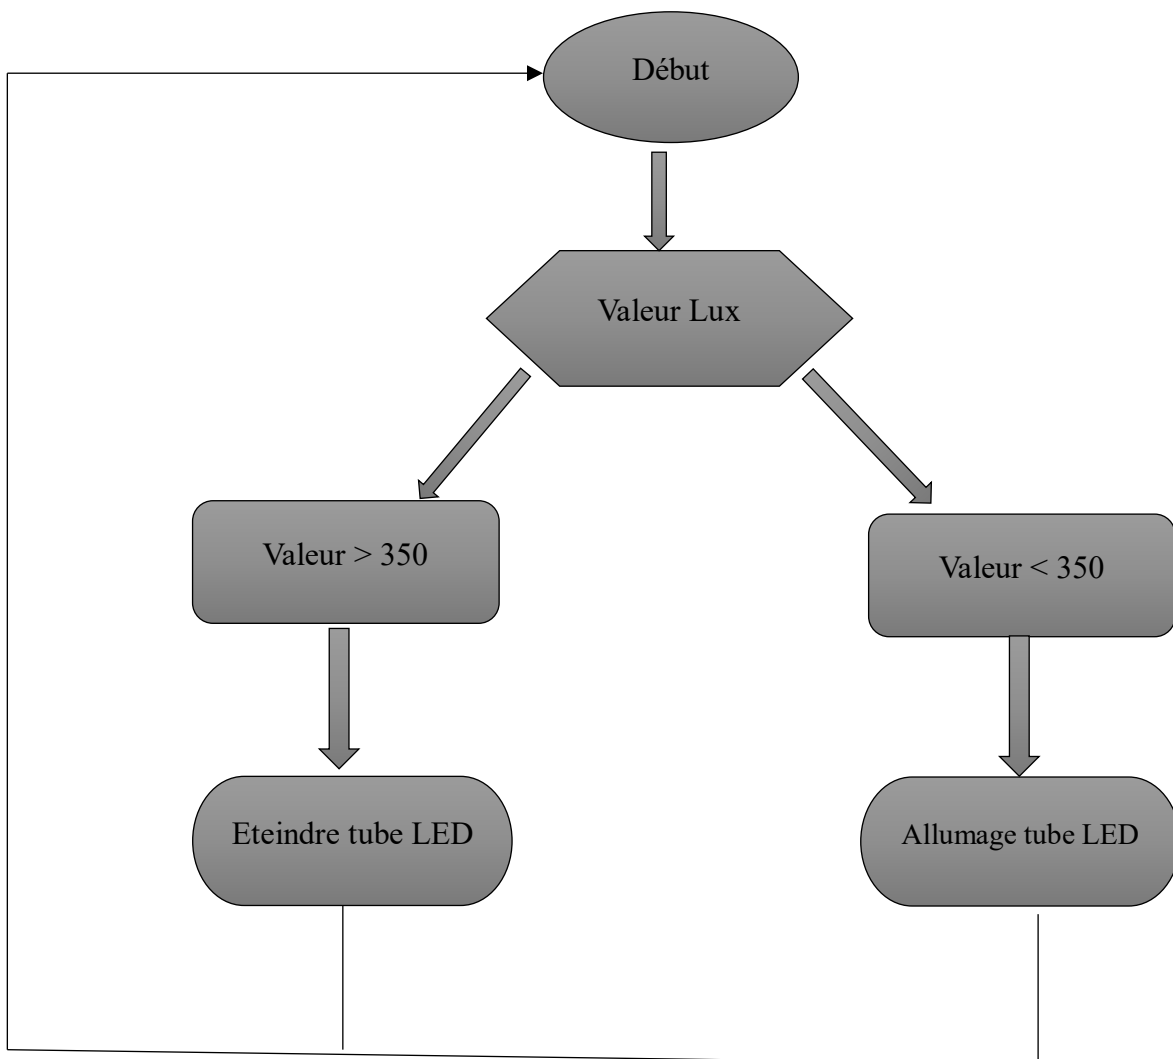 Début
Valeur Lux
Valeur > 350
Valeur < 350
Eteindre tube LED
Allumage tube LED